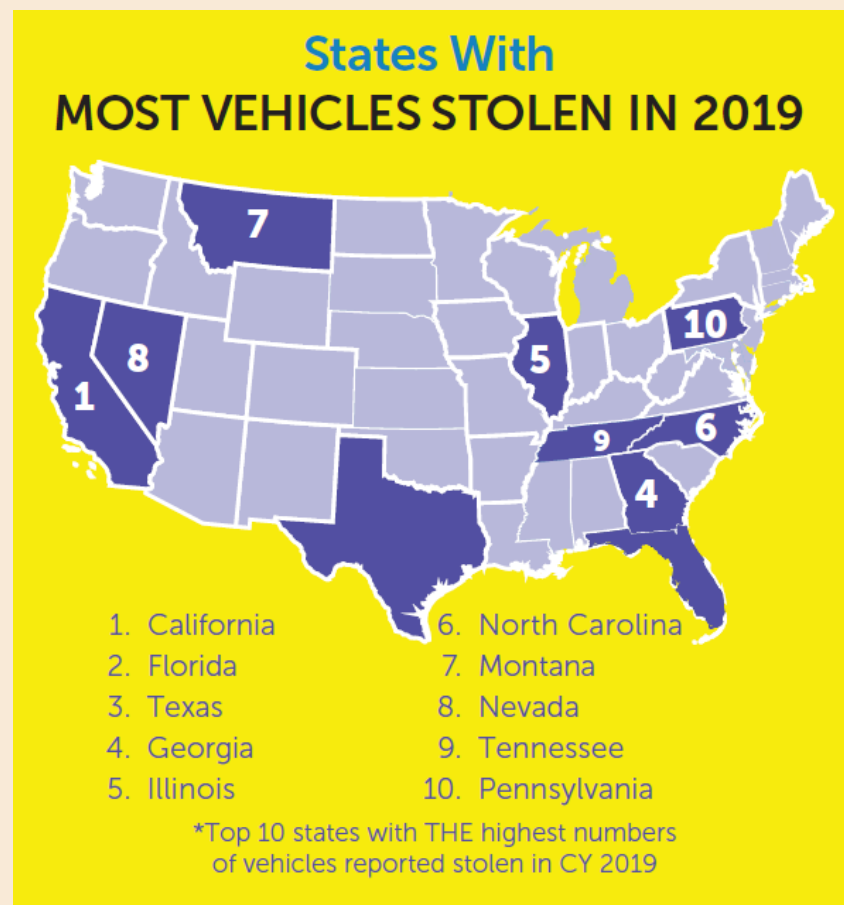 States With
MOST VEHICLES STOLEN IN 2019
7
8
1
5
10
9
6
4
1. California
2. Florida
3. Texas
4. Georgia
5. Illinois
6. North Carolina
7. Montana
8. Nevada
9. Tennessee
10. Pennsylvania
*Top 10 states with THE highest numbers
of vehicles reported stolen in CY 2019